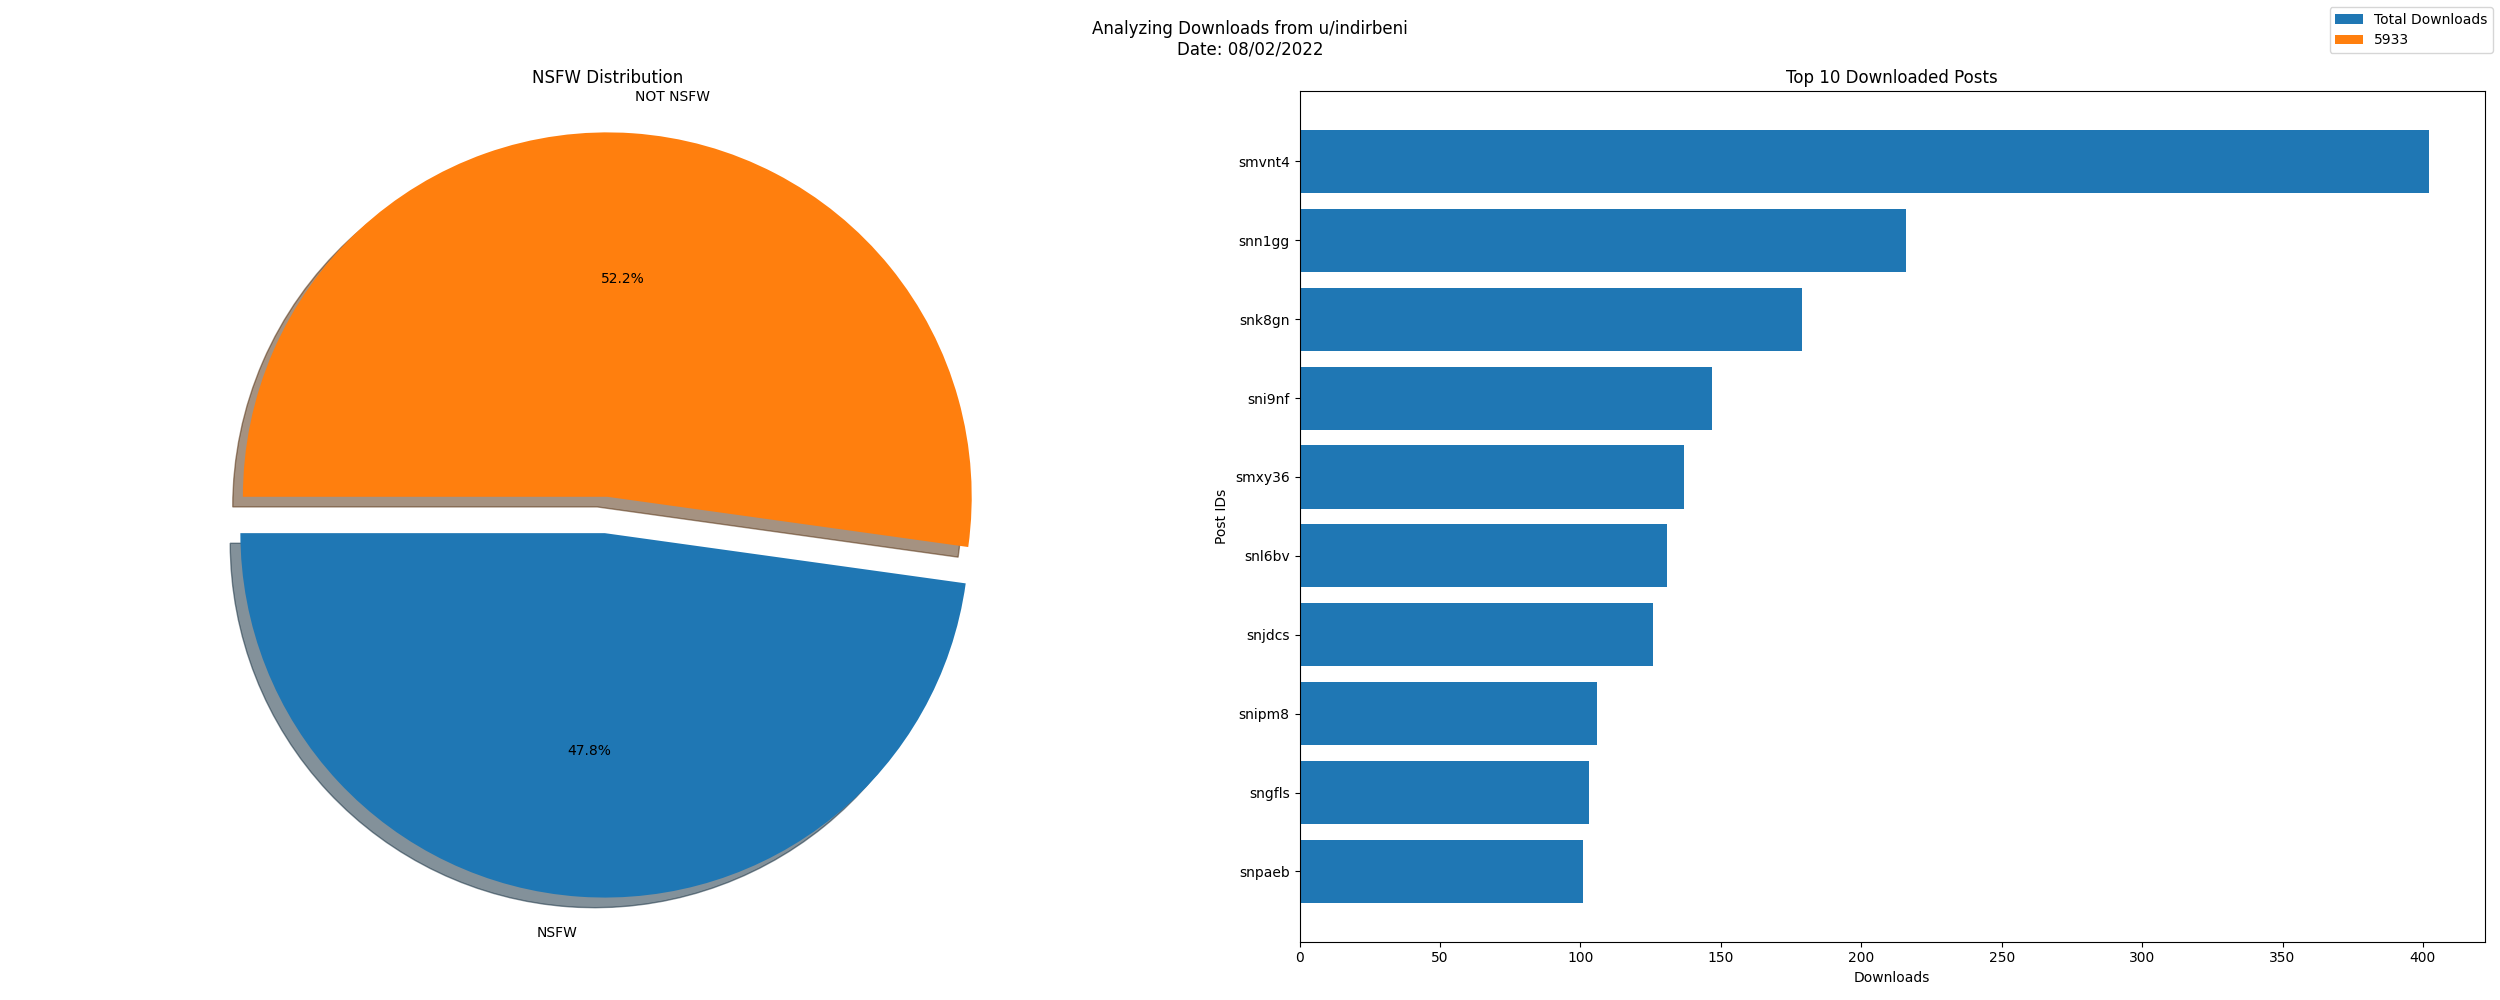 Analyzing Downloads from u/indirbeni
Date: 08/02/2022
Total Downloads
5933
NSFW Distribution
NOT NSFW
52.2%
47.8%
NSFW
Top 10 Downloaded Posts
Post IDs
smvnt4
snn1gg
snk8gn
sni9nf
smxy36
snl6bv
snjdcs
snipm8
sngfls
snpaeb
0 50 100 150 200 250 300 350 400
Downloads